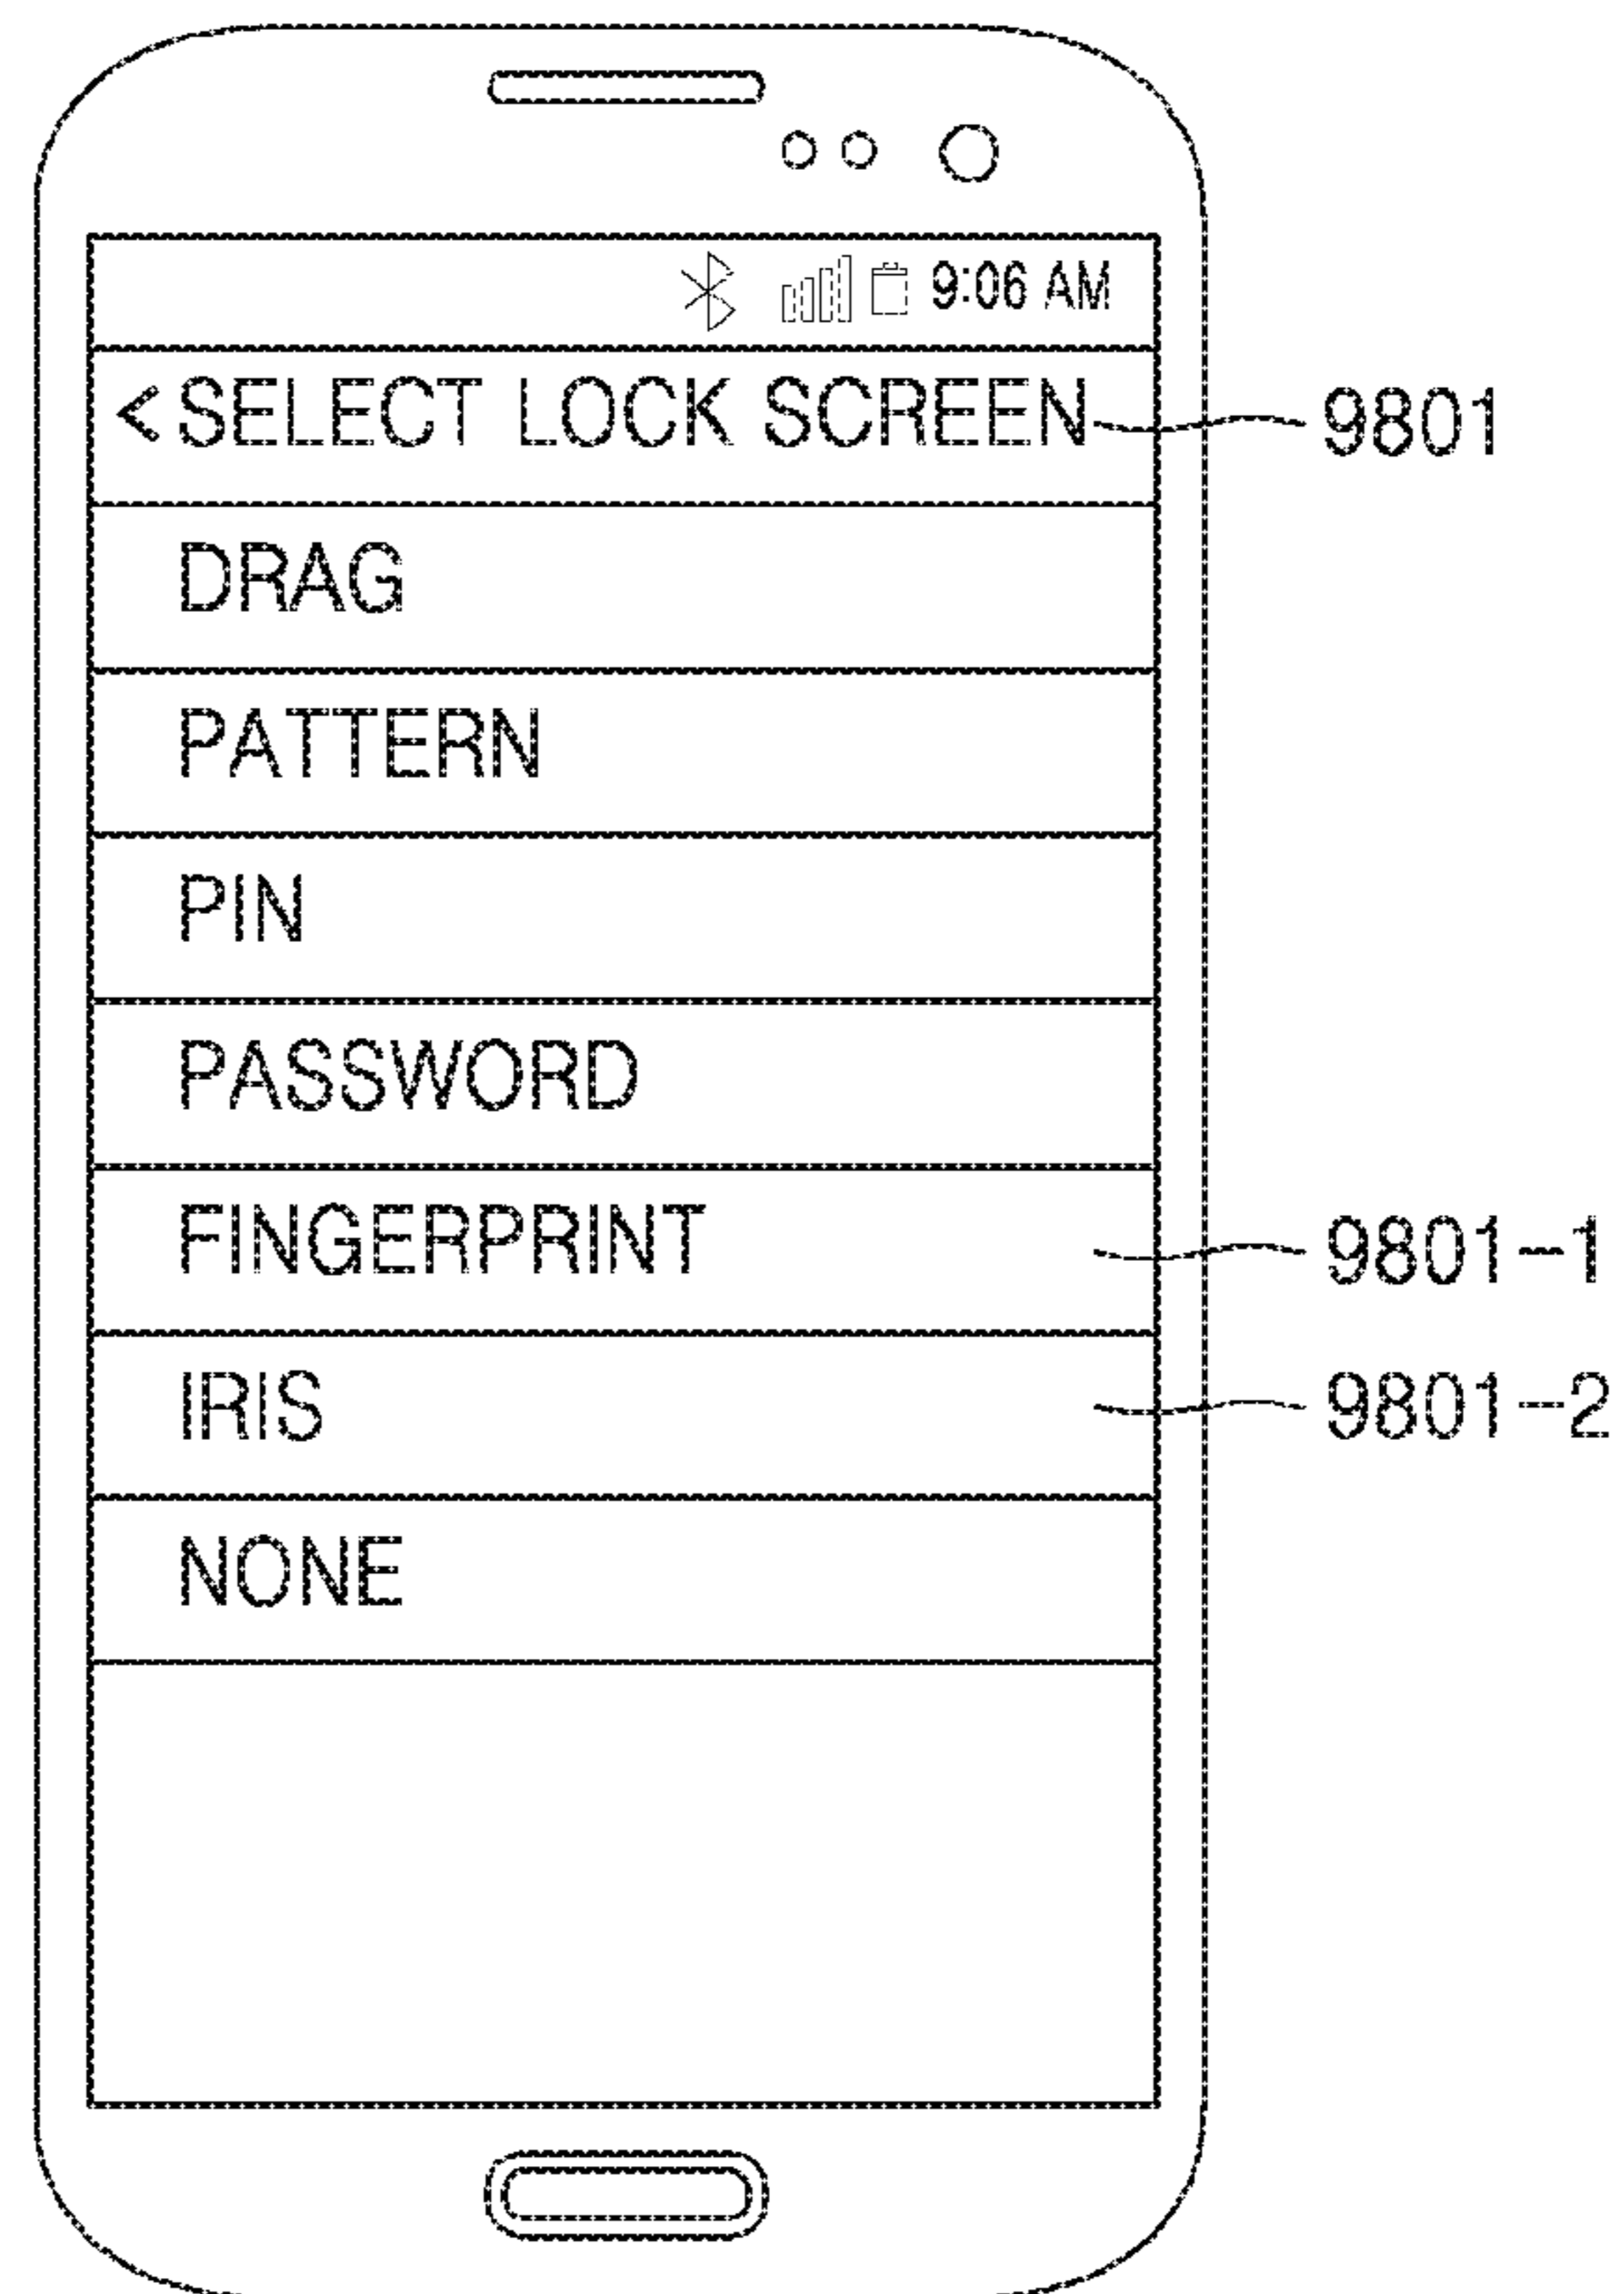 9:06 AM
<SELECT LOCK SCREEN 9801
DRAG
PATTERN
PIN
PASSWORD
FINGERPRINT 9801-1
IRIS 9801-2
NONE